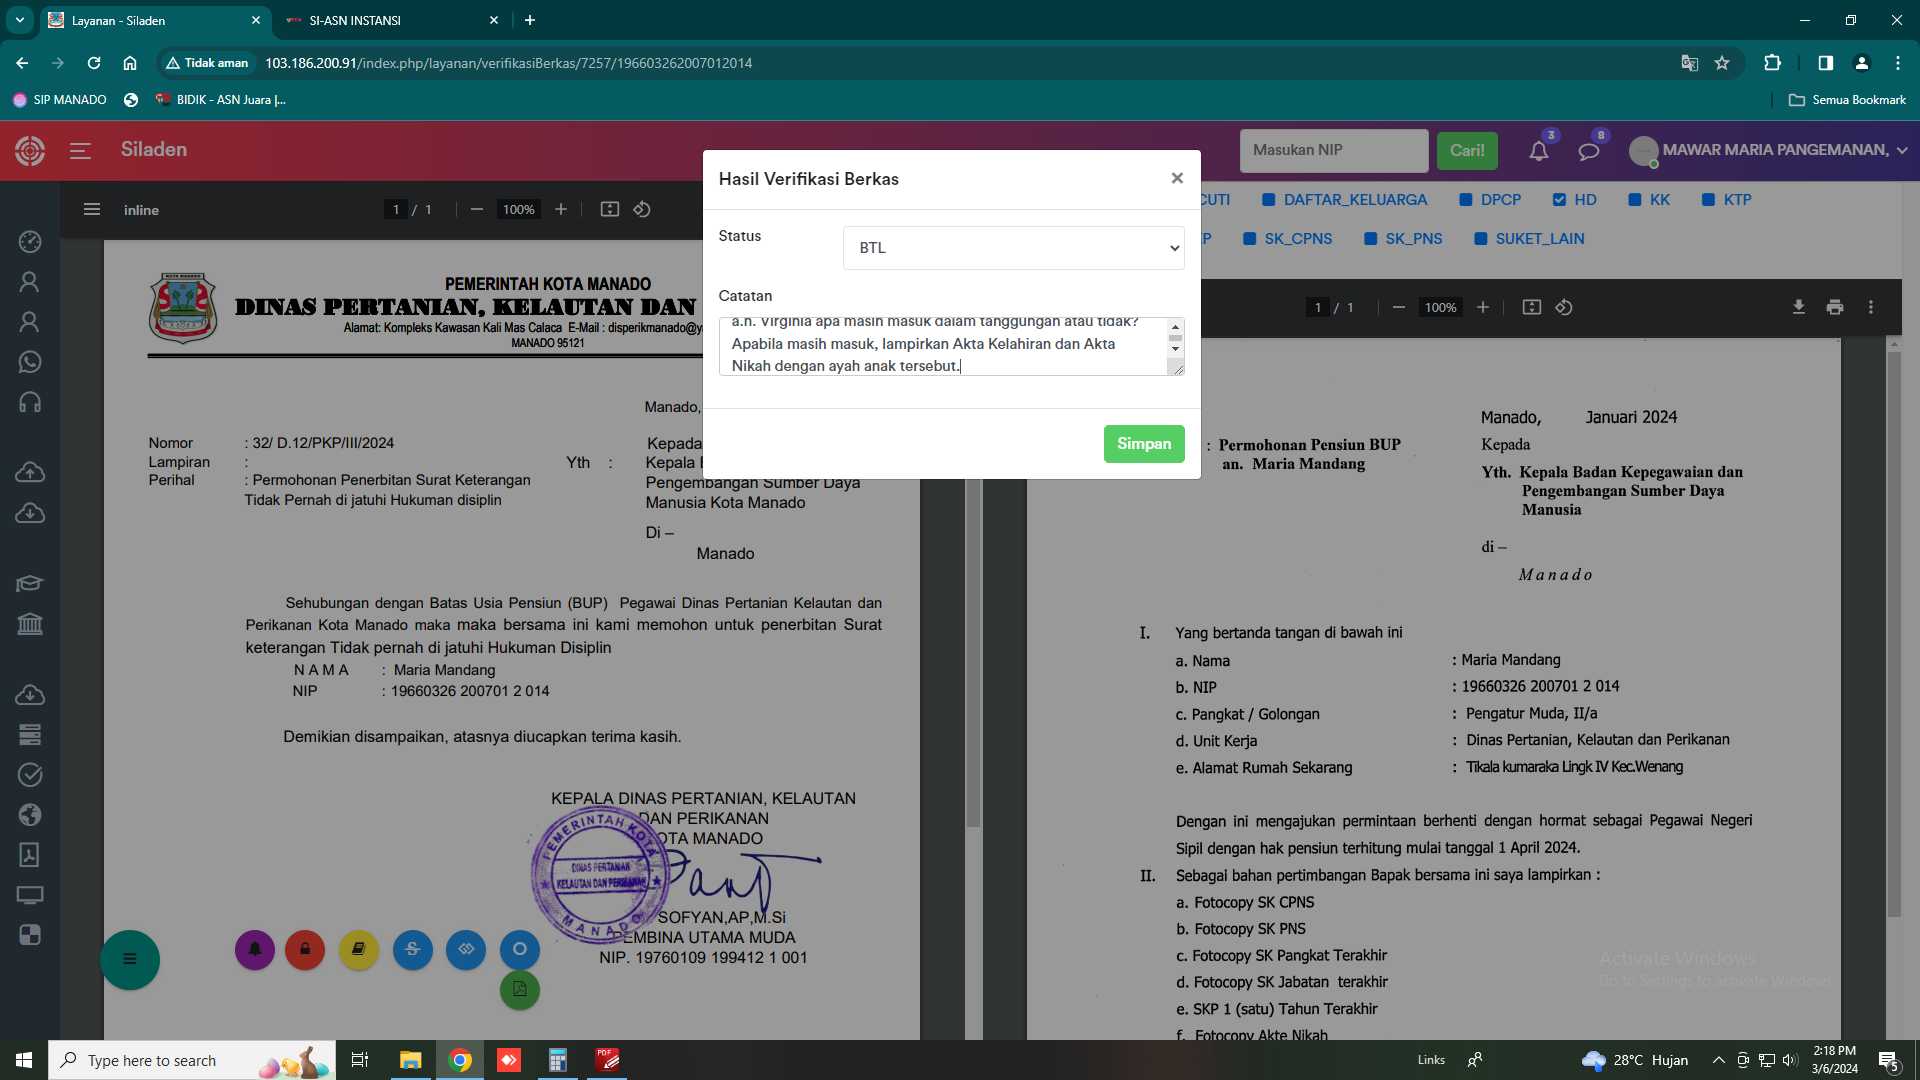 Layanan - Siladen
SI-ASN INSTANSI
Tidak aman
103.186.200.91/index.php/layanan/verifikasiBerkas/7257/196603262007012014
SIP MANADO
BIDIK - ASN Juara |...
Semua Bookmark
Siladen
Masukan NIP
Cari!
3
8
MAWAR MARIA PANGEMANAN,
inline
1 / 1
100%
CUTI
DAFTAR_KELUARGA
DPCP
HD
KK
KTP
SK_CPNS
SK_PNS
SUKET_LAIN
1 / 1
100%
Hasil Verifikasi Berkas
Status
BTL
Catatan
a.n. Virginia apa masih masuk dalam tanggungan atau tidak?
Apabila masih masuk, lampirkan Akta Kelahiran dan Akta
Nikah dengan ayah anak tersebut.
Simpan
PEMERINTAH KOTA MANADO
DINAS PERTANIAN, KELAUTAN DAN
Alamat: Kompleks Kawasan Kali Mas Calaca E-Mail : disperikmanado@y
MANADO 95121
Manado,
Nomor : 32/ D.12/PKP/III/2024
Lampiran :
Perihal : Permohonan Penerbitan Surat Keterangan
Tidak Pernah di jatuhi Hukuman disiplin
Kepada
Yth : Kepala
Pengembangan Sumber Daya
Manusia Kota Manado
Di –
Manado
Sehubungan dengan Batas Usia Pensiun (BUP) Pegawai Dinas Pertanian Kelautan dan
Perikanan Kota Manado maka maka bersama ini kami memohon untuk penerbitan Surat
keterangan Tidak pernah di jatuhi Hukuman Disiplin
N A M A : Maria Mandang
NIP : 19660326 200701 2 014
Demikian disampaikan, atasnya diucapkan terima kasih.
KEPALA DINAS PERTANIAN, KELAUTAN
DAN PERIKANAN
KOTA MANADO
PEMERINTAH KOTA
DINAS PERTANIAN
KELAUTAN DAN PERIKANAN
MANADO
SOFYAN,AP,M.Si
PEMBINA UTAMA MUDA
NIP. 19760109 199412 1 001
: Permohonan Pensiun BUP
an. Maria Mandang
Manado, Januari 2024
Kepada
Yth. Kepala Badan Kepegawaian dan
Pengembangan Sumber Daya
Manusia
di –
Manado
I. Yang bertanda tangan di bawah ini
a. Nama : Maria Mandang
b. NIP : 19660326 200701 2 014
c. Pangkat / Golongan : Pengatur Muda, II/a
d. Unit Kerja : Dinas Pertanian, Kelautan dan Perikanan
e. Alamat Rumah Sekarang : Tikala kumaraka Lingk IV Kec.Wenang
Dengan ini mengajukan permintaan berhenti dengan hormat sebagai Pegawai Negeri
Sipil dengan hak pensiun terhitung mulai tanggal 1 April 2024.
II. Sebagai bahan pertimbangan Bapak bersama ini saya lampirkan :
a. Fotocopy SK CPNS
b. Fotocopy SK PNS
c. Fotocopy SK Pangkat Terakhir
d. Fotocopy SK Jabatan terakhir
e. SKP 1 (satu) Tahun Terakhir
f. Fotocopy Akte Nikah
Activate Windows
Go to Settings to activate Windows.
Type here to search
Links
28°C Hujan
2:18 PM
3/6/2024
5